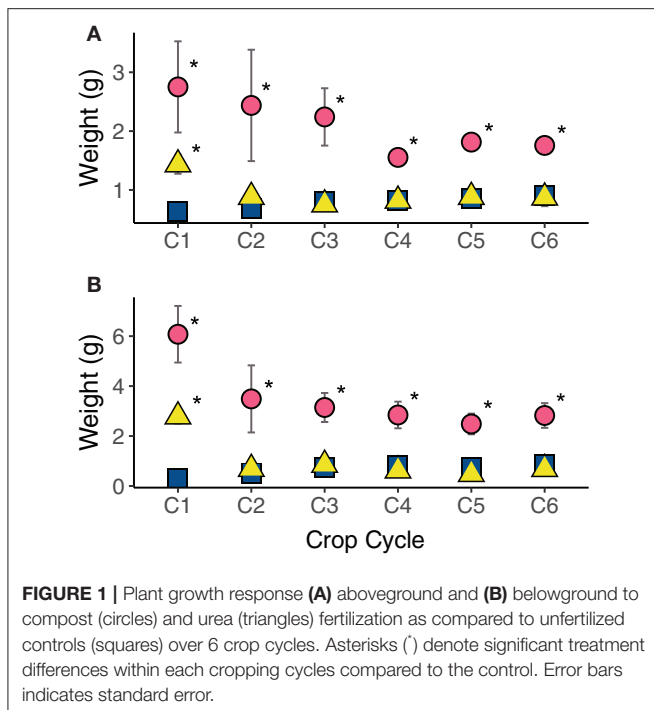 A
Weight (g)
3
2
1
*
*
*
*
*
*
*
C1 C2 C3 C4 C5 C6
B
Weight (g)
6
4
2
0
*
*
*
*
*
*
*
C1 C2 C3 C4 C5 C6
Crop Cycle
FIGURE 1 | Plant growth response (A) aboveground and (B) belowground to
compost (circles) and urea (triangles) fertilization as compared to unfertilized
controls (squares) over 6 crop cycles. Asterisks (*) denote significant treatment
differences within each cropping cycles compared to the control. Error bars
indicates standard error.